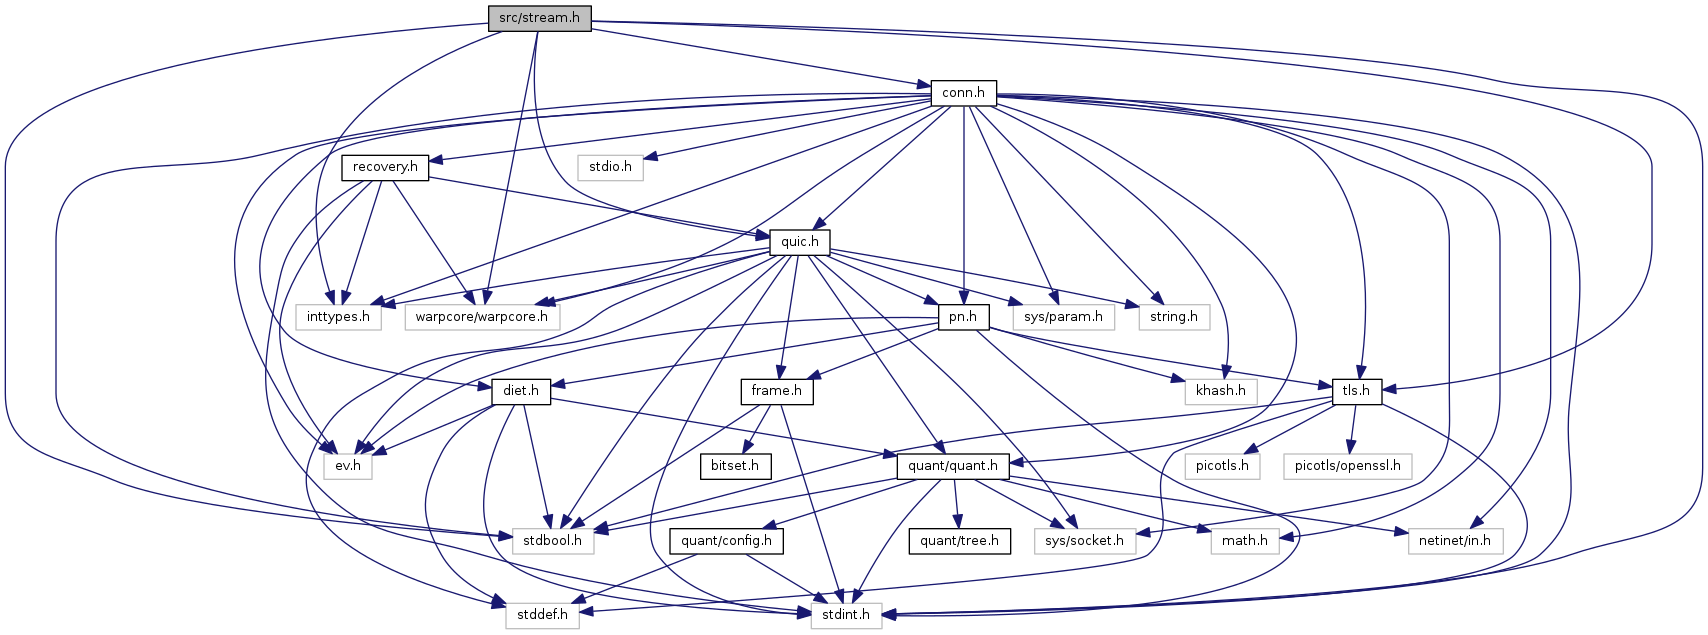 src/stream.h
conn.h
recovery.h
stdio.h
quic.h
inttypes.h
warpcore/warpcore.h
pn.h
sys/param.h
string.h
diet.h
frame.h
khash.h
tls.h
ev.h
bitset.h
quant/quant.h
picotls.h
picotls/openssl.h
stdbool.h
quant/config.h
quant/tree.h
sys/socket.h
math.h
netinet/in.h
stddef.h
stdint.h